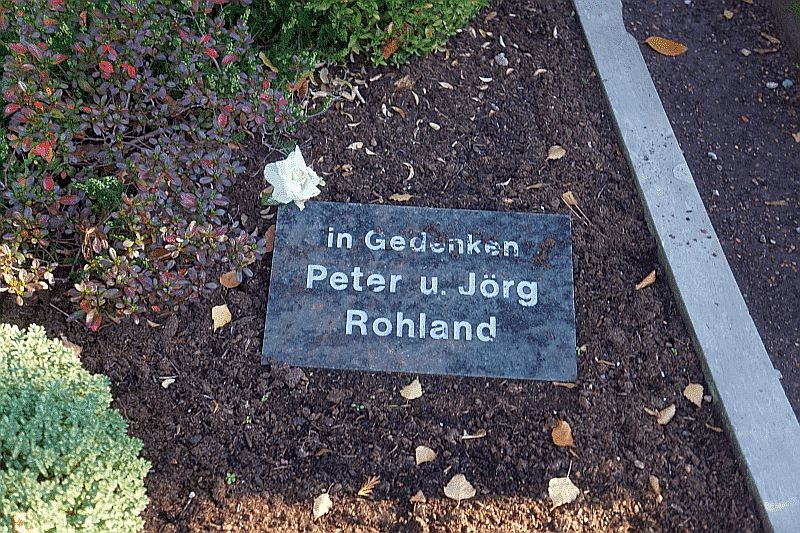 in Gedenken
Peter u. Jörg
Rohland